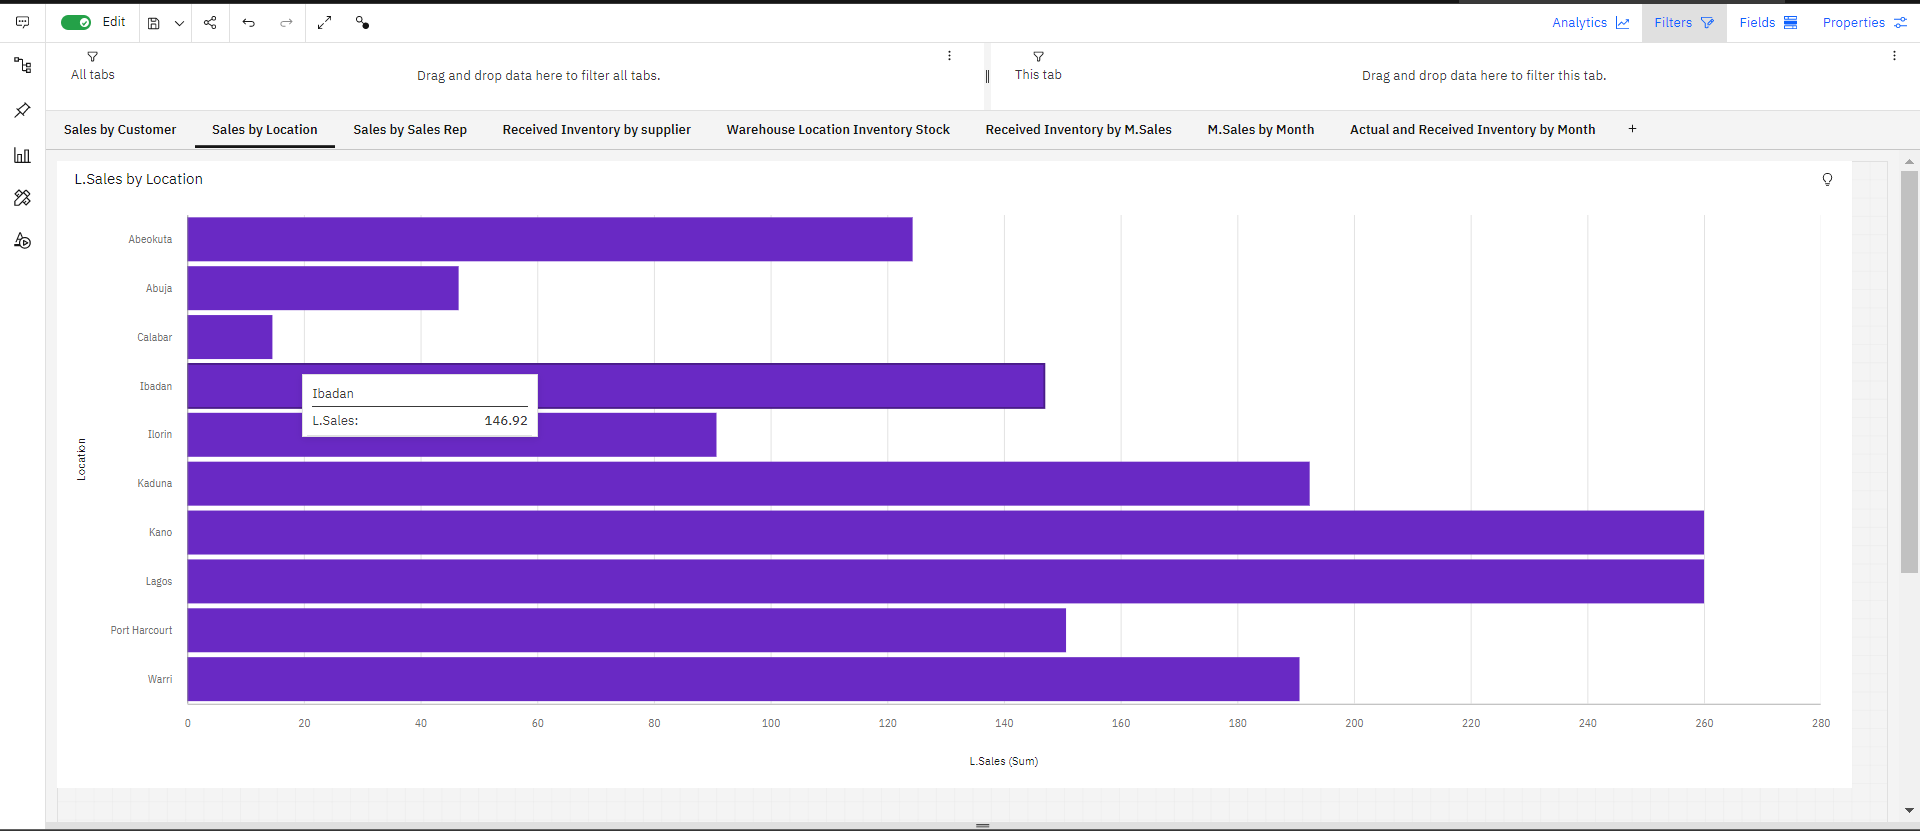 Edit
Analytics
Filters
Fields
Properties
All tabs
Drag and drop data here to filter all tabs.
This tab
Drag and drop data here to filter this tab.
Sales by Customer
Sales by Location
Sales by Sales Rep
Received Inventory by supplier
Warehouse Location Inventory Stock
Received Inventory by M.Sales
M.Sales by Month
Actual and Received Inventory by Month
+
L.Sales by Location
Location
Abeokuta
Abuja
Calabar
Ibadan
Ibadan
L.Sales: 146.92
Ilorin
Kaduna
Kano
Lagos
Port Harcourt
Warri
0 20 40 60 80 100 120 140 160 180 200 220 240 260 280
L.Sales (Sum)